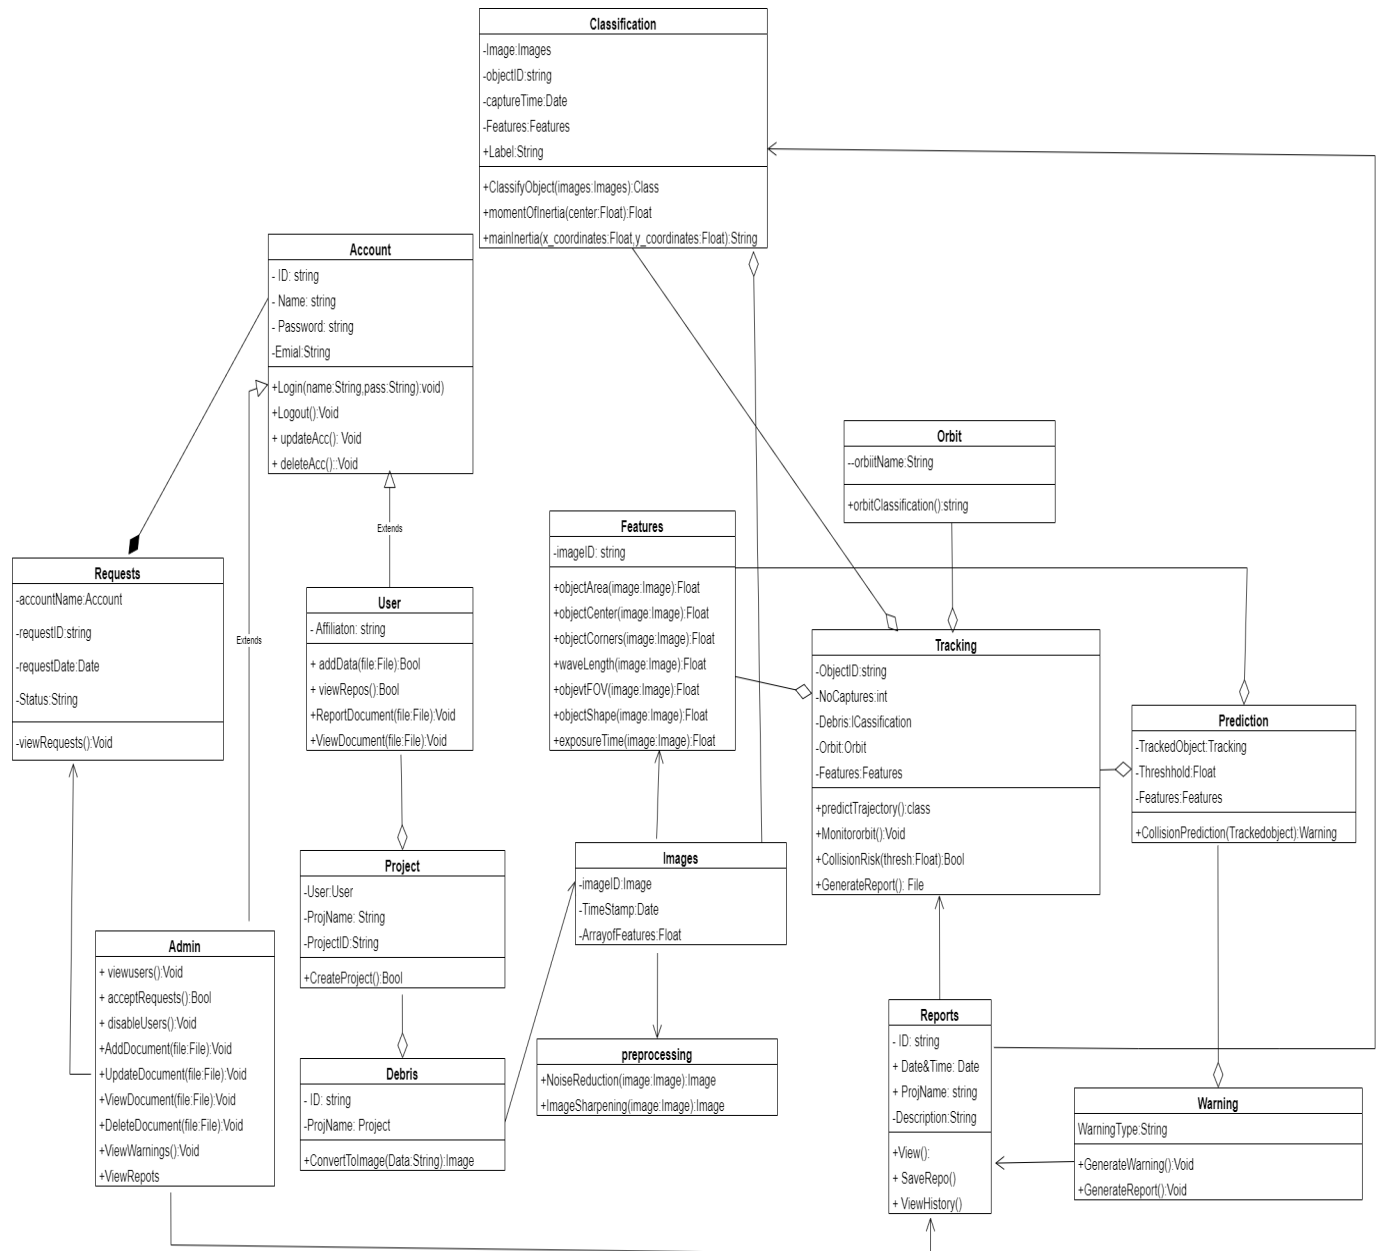 Classification
-Image:Images
-objectID:string
-captureTime:Date
-Features:Features
+Label:String
+ClassifyObject(images:Images):Class
+momentOfInertia(center:Float):Float
+mainInertia(x_coordinates:Float,y_coordinates:Float):String
Account
- ID: string
- Name: string
- Password: string
-Emial:String
+Login(name:String,pass:String):void)
+Logout():Void
+ updateAcc(): Void
+ deleteAcc()::Void
Extends
Extends
Requests
-accountName:Account
-requestID:string
-requestDate:Date
-Status:String
-viewRequests():Void
User
- Affiliaton: string
+ addData(file:File):Bool
+ viewRepos():Bool
+ReportDocument(file:File):Void
+ViewDocument(file:File):Void
Features
-imageID: string
+objectArea(image:Image):Float
+objectCenter(image:Image):Float
+objectCorners(image:Image):Float
+waveLength(image:Image):Float
+objevtFOV(image:Image):Float
+objectShape(image:Image):Float
+exposureTime(image:Image):Float
Orbit
--orbiitName:String
+orbitClassification():string
Tracking
-ObjectID:string
-NoCaptures:int
-Debris:lCassification
-Orbit:Orbit
-Features:Features
+predictTrajectory():class
+Monitororbit():Void
+CollisionRisk(thresh:Float):Bool
+GenerateReport(): File
Prediction
-TrackedObject:Tracking
-Threshhold:Float
-Features:Features
+CollisionPrediction(Trackedobject):Warning
Project
-User:User
-ProjName: String
-ProjectID:String
+CreateProject():Bool
Images
-imageID:Image
-TimeStamp:Date
-ArrayofFeatures:Float
Admin
+ viewusers():Void
+ acceptRequests():Bool
+ disableUsers():Void
+AddDocument(file:File):Void
+UpdateDocument(file:File):Void
+ViewDocument(file:File):Void
+DeleteDocument(file:File):Void
+ViewWarnings():Void
+ViewRepots
Debris
- ID: string
-ProjName: Project
+ConvertToImage(Data:String):Image
preprocessing
+NoiseReduction(image:Image):Image
+ImageSharpening(image:Image):Image
Reports
- ID: string
+ Date&Time: Date
+ ProjName: string
-Description:String
+View():
+ SaveRepo()
+ ViewHistory()
Warning
WarningType:String
+GenerateWarning():Void
+GenerateReport():Void